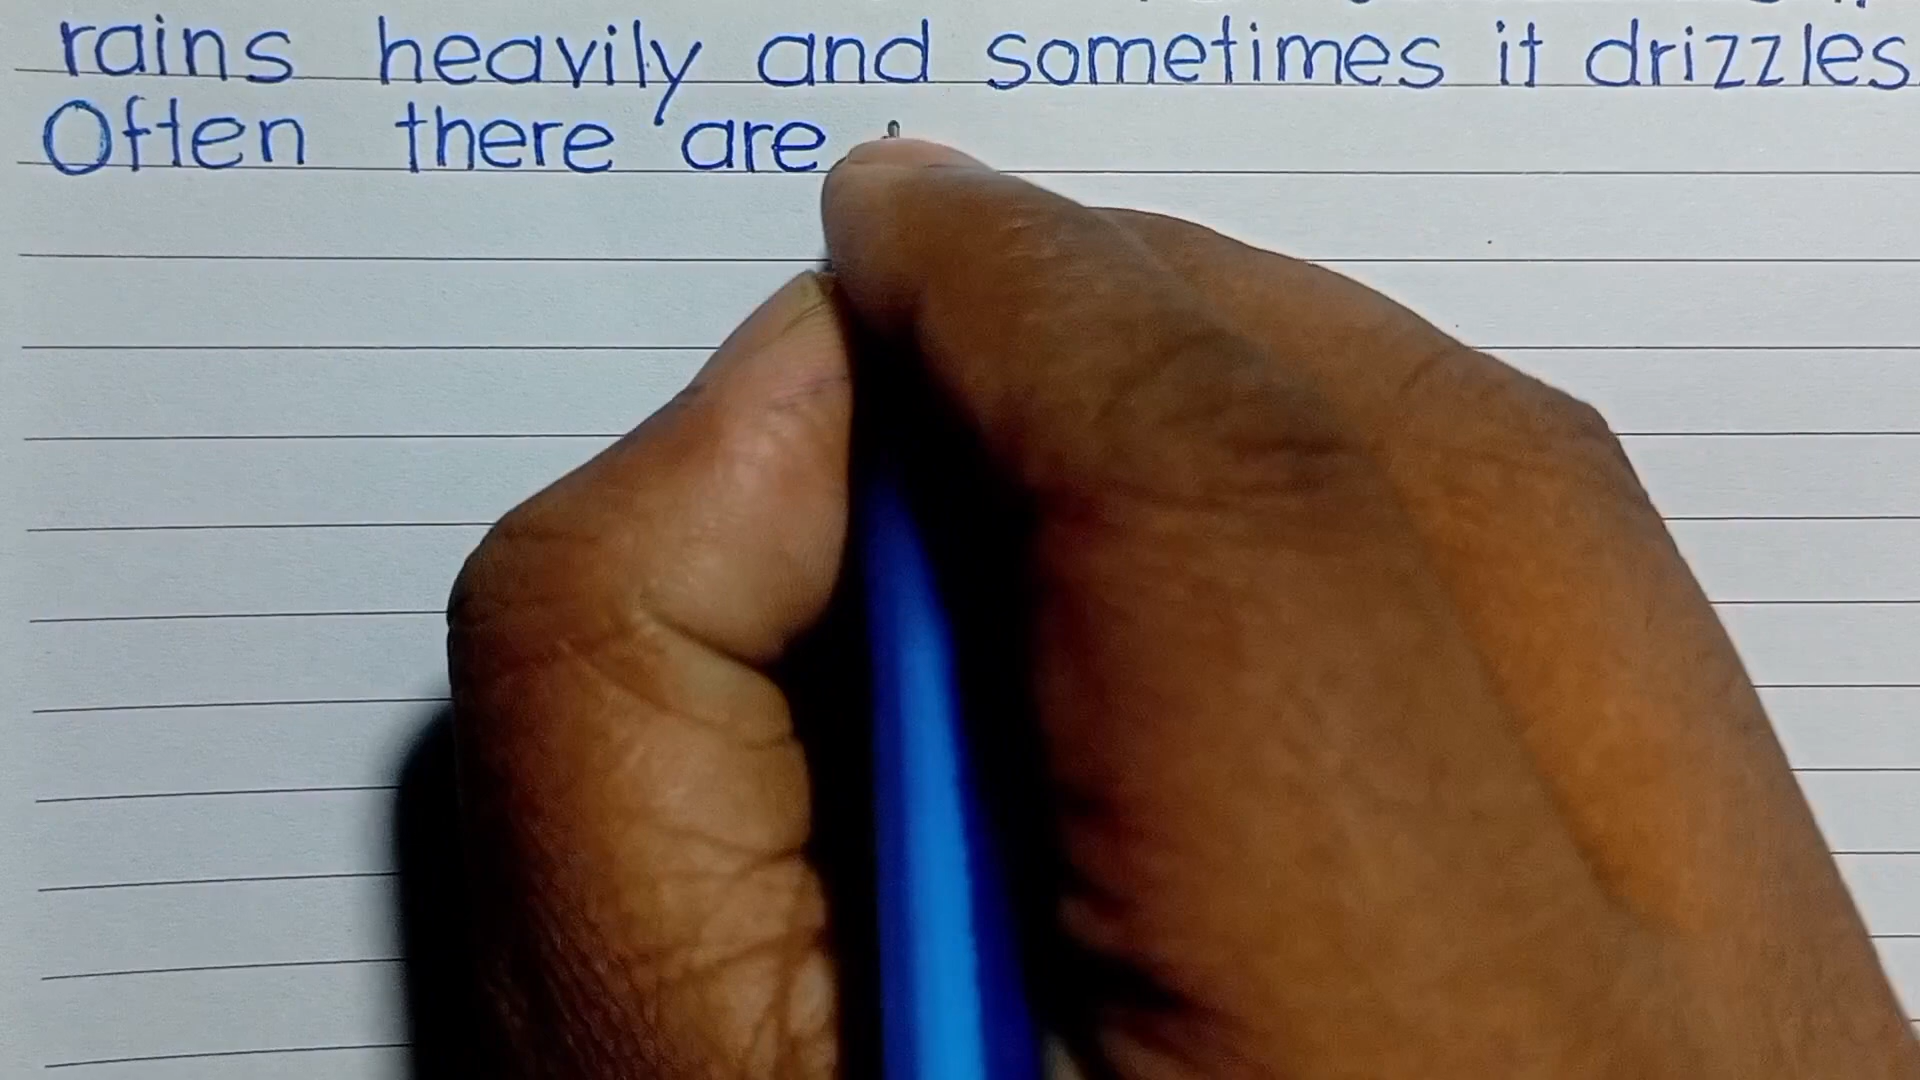 rains heavily and sometimes it drizzles.
Often there are